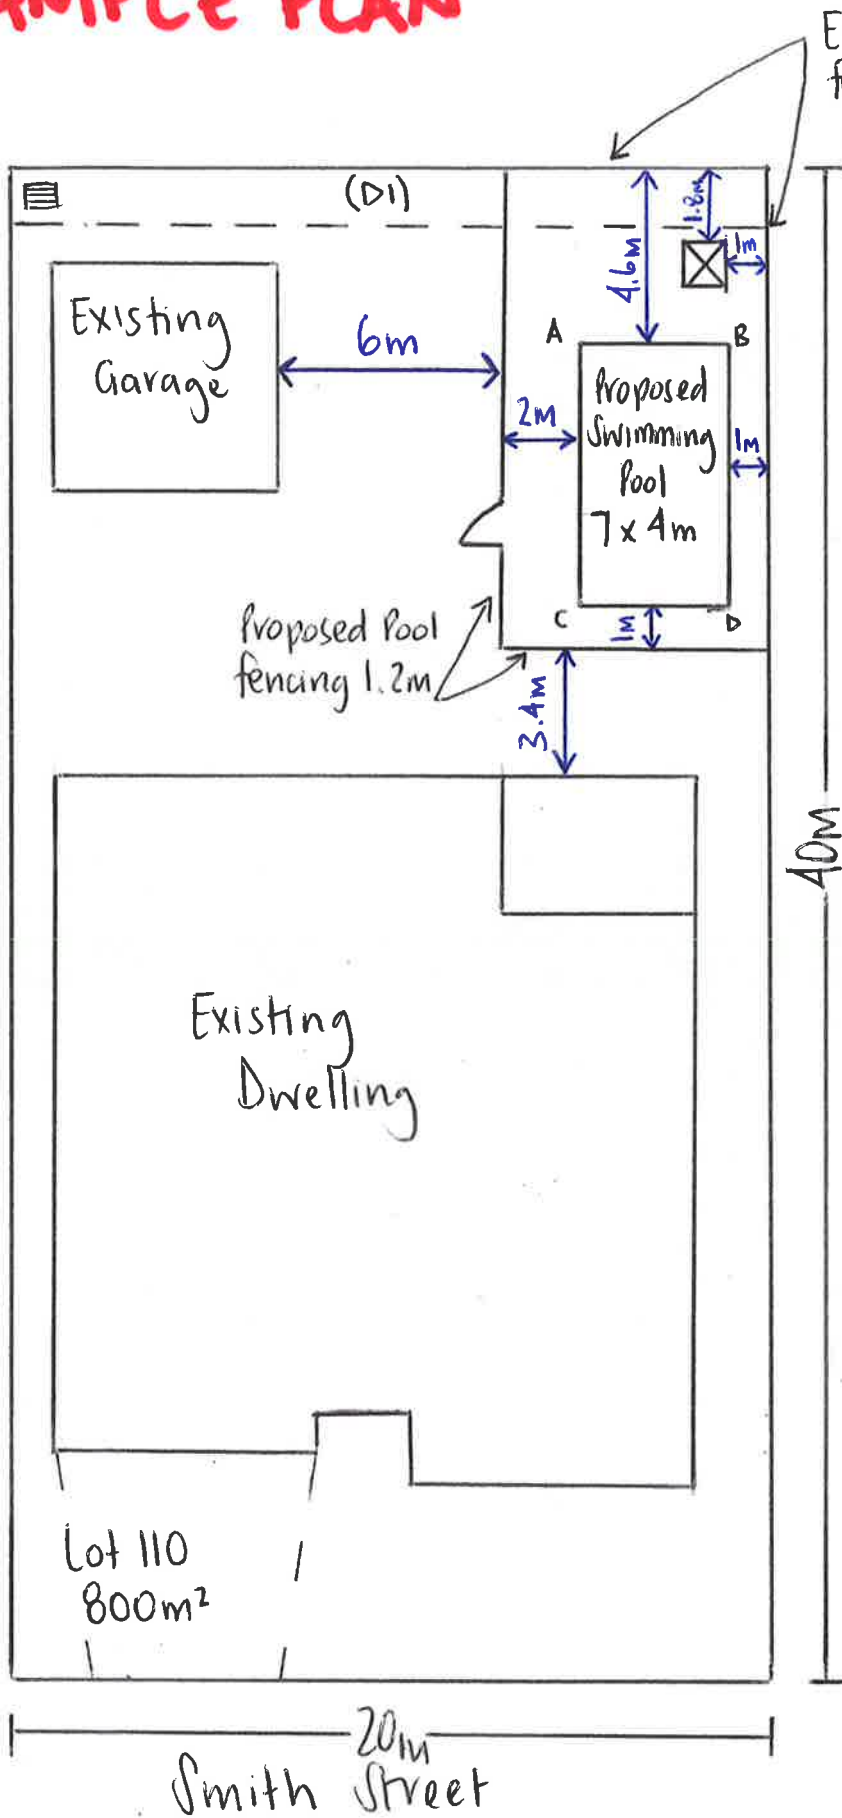 PLAN
(D1)
1.8m
4.6m
1m
Existing
Garage
6m
A
B
Proposed
Swimming
Pool
7 x 4m
2m
1m
C
D
1m
Proposed Pool
fencing 1.2m
3.4m
40m
Existing
Dwelling
Lot 110
800m²
20m
Smith Street